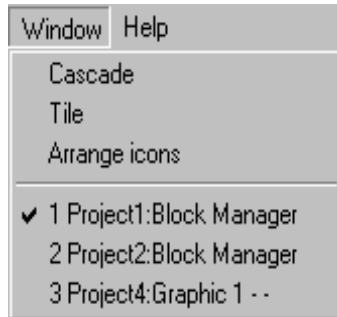 Window Help
Cascade
Tile
Arrange icons
✔ 1 Project1:Block Manager
2 Project2:Block Manager
3 Project4:Graphic 1 - -